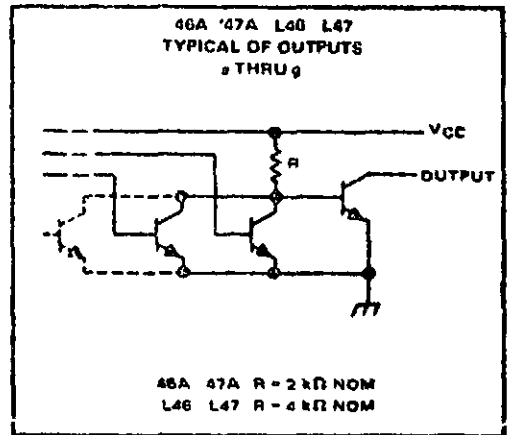 46A '47A L46 L47
TYPICAL OF OUTPUTS
a THRU g
VCC
R
OUTPUT
46A 47A R = 2 kΩ NOM
L46 L47 R = 4 kΩ NOM